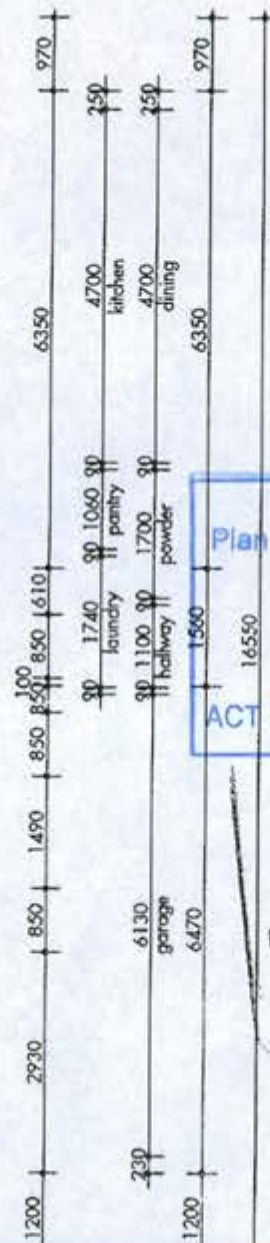 1200 2930 850 1490 850 350 100 850 610 6350 970
90 1740 90 1060 90 4700 250
laundry pantry kitchen
230 6130 90 1100 90 1700 90 4700 250
garage hallway powder dining
1200 6470 1560 6350 970
16550
Plan
ACT